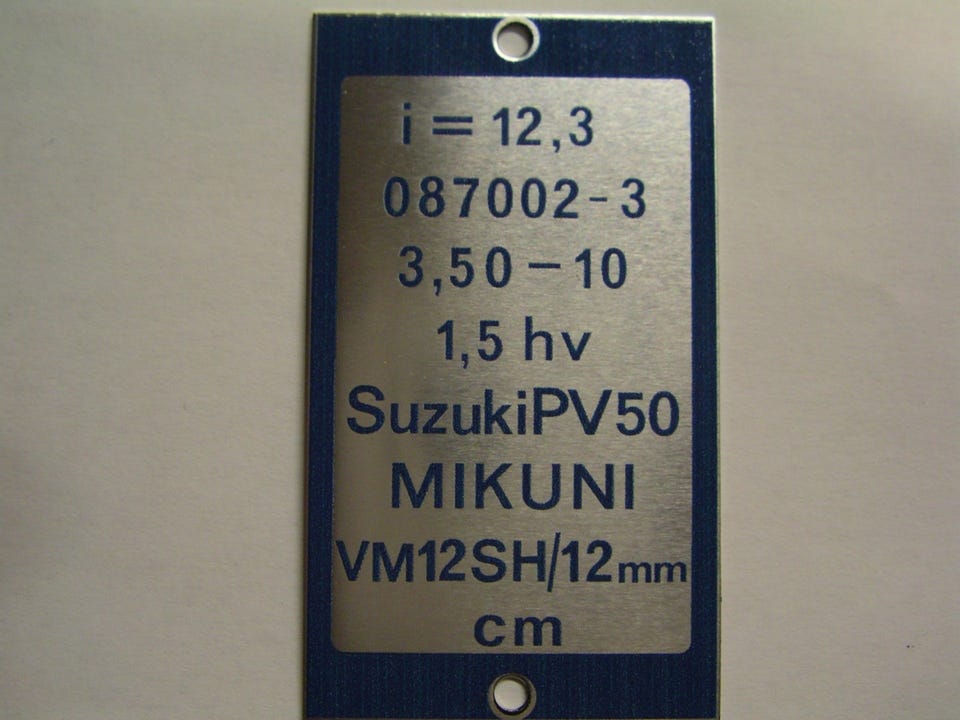 i = 12,3
087002-3
3,50 - 10
1,5 hv
SuzukiPV50
MIKUNI
VM12SH/12mm
cm